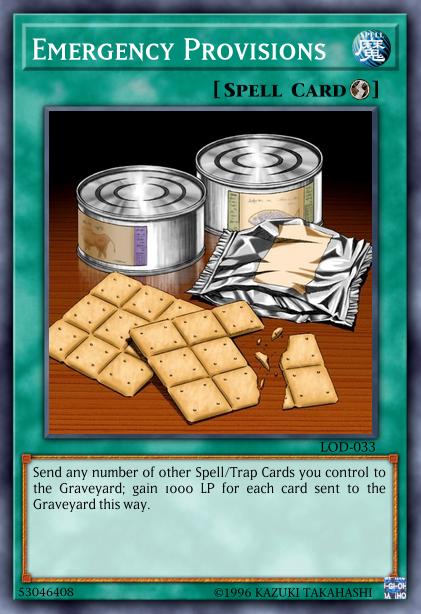 EMERGENCY PROVISIONS
SPELL
魔
[SPELL CARD]
LOD-033
Send any number of other Spell/Trap Cards you control to
the Graveyard; gain 1000 LP for each card sent to the
Graveyard this way.
53046408
©1996 KAZUKI TAKAHASHI